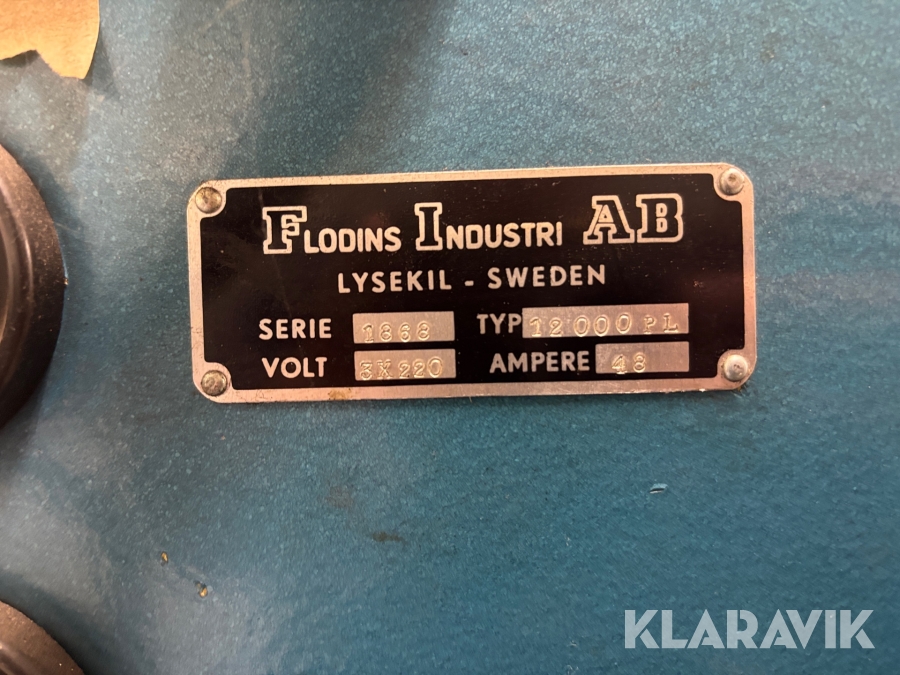 FLODINS INDUSTRI AB
LYSEKIL - SWEDEN
SERIE 1868 TYP 12000 PL
VOLT 3X220 AMPERE 48
KLARAVIK